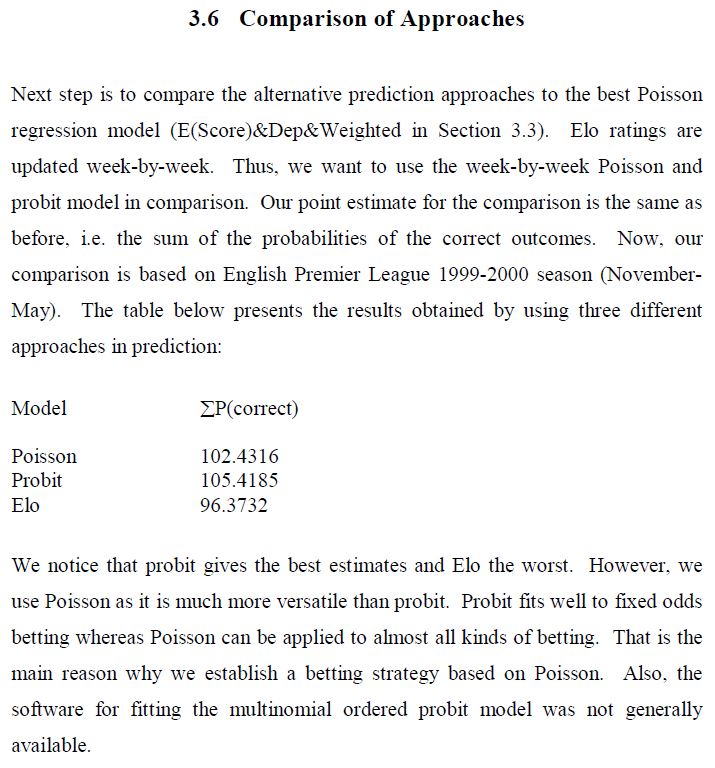 3.6 Comparison of Approaches
Next step is to compare the alternative prediction approaches to the best Poisson
regression model (E(Score)&Dep&Weighted in Section 3.3). Elo ratings are
updated week-by-week. Thus, we want to use the week-by-week Poisson and
probit model in comparison. Our point estimate for the comparison is the same as
before, i.e. the sum of the probabilities of the correct outcomes. Now, our
comparison is based on English Premier League 1999-2000 season (November-
May). The table below presents the results obtained by using three different
approaches in prediction:
Model ∑P(correct)
Poisson 102.4316
Probit 105.4185
Elo 96.3732
We notice that probit gives the best estimates and Elo the worst. However, we
use Poisson as it is much more versatile than probit. Probit fits well to fixed odds
betting whereas Poisson can be applied to almost all kinds of betting. That is the
main reason why we establish a betting strategy based on Poisson. Also, the
software for fitting the multinomial ordered probit model was not generally
available.